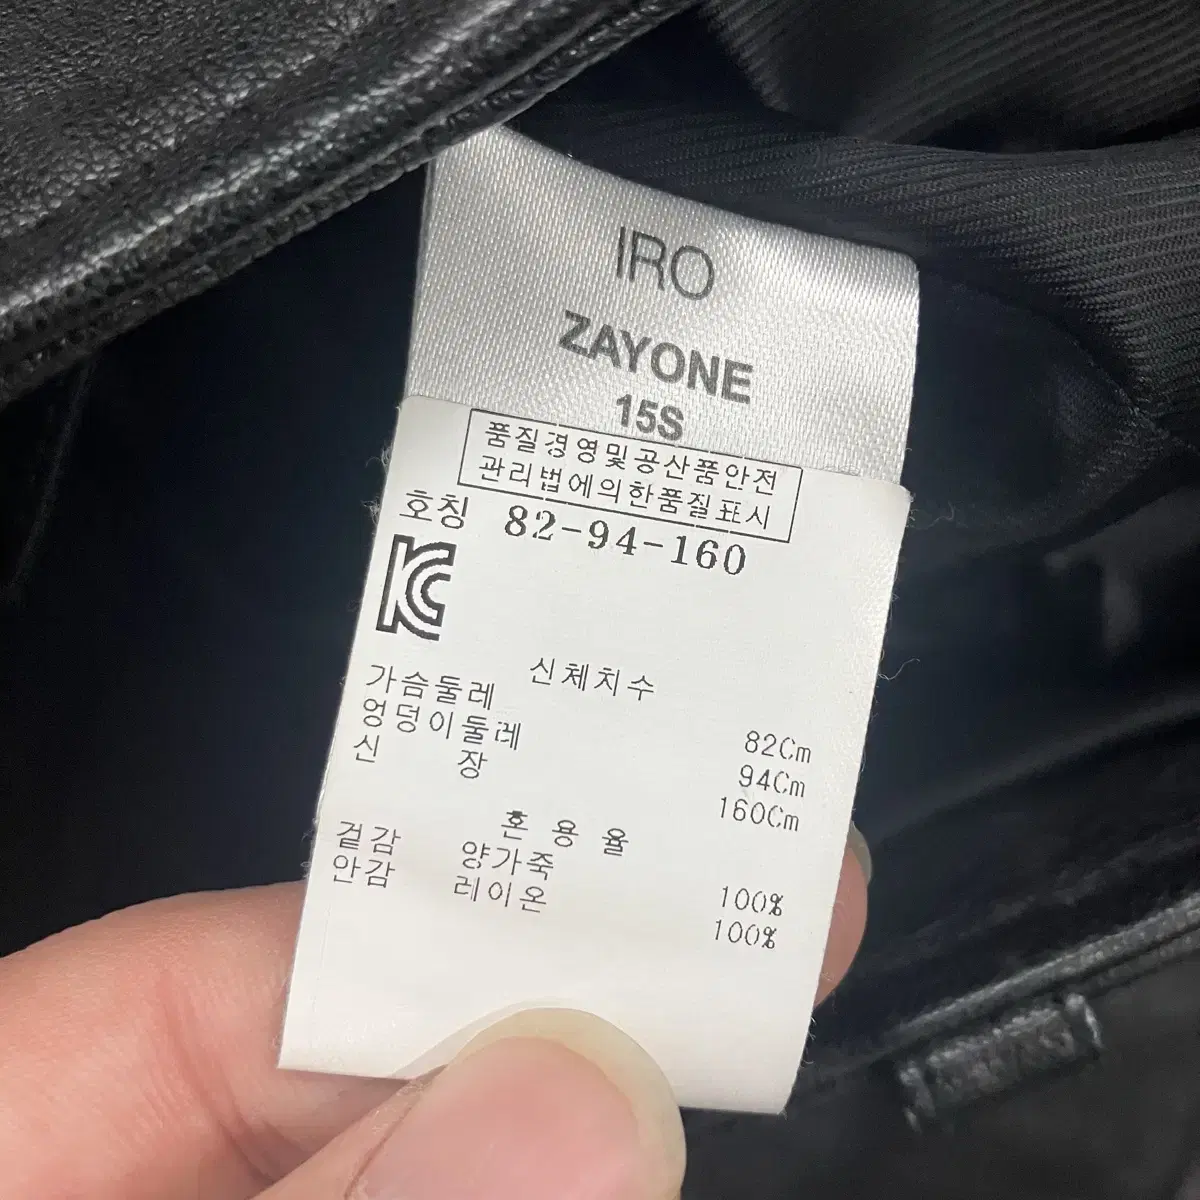 IRO
ZAYONE
15S
품질경영및공산품안전
관리법에의한품질표시
호칭 82-94-160
신체치수
가슴둘레 82Cm
엉덩이둘레 94Cm
신 장 160Cm
혼 용 율
겉감 양가죽 100%
안감 레이온 100%